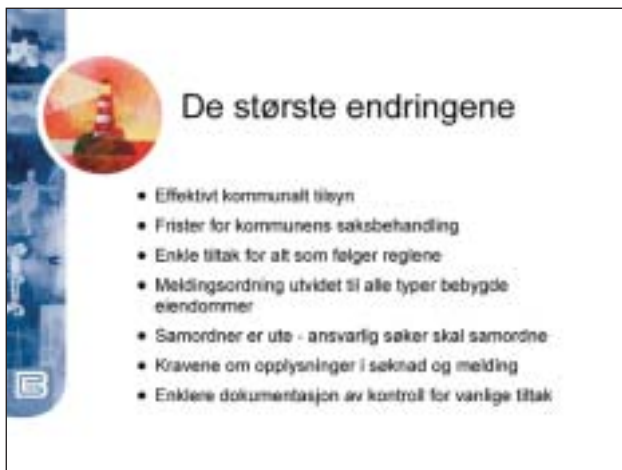 De største endringene
• Effektivt kommunalt tilsyn
• Frister for kommunens saksbehandling
• Enkle tiltak for alt som følger reglene
• Meldingsordning utvidet til alle typer bebygde
eiendommer
• Samordner er ute - ansvarlig søker skal samordne
• Kravene om opplysninger i søknad og melding
• Enklere dokumentasjon av kontroll for vanlige tiltak